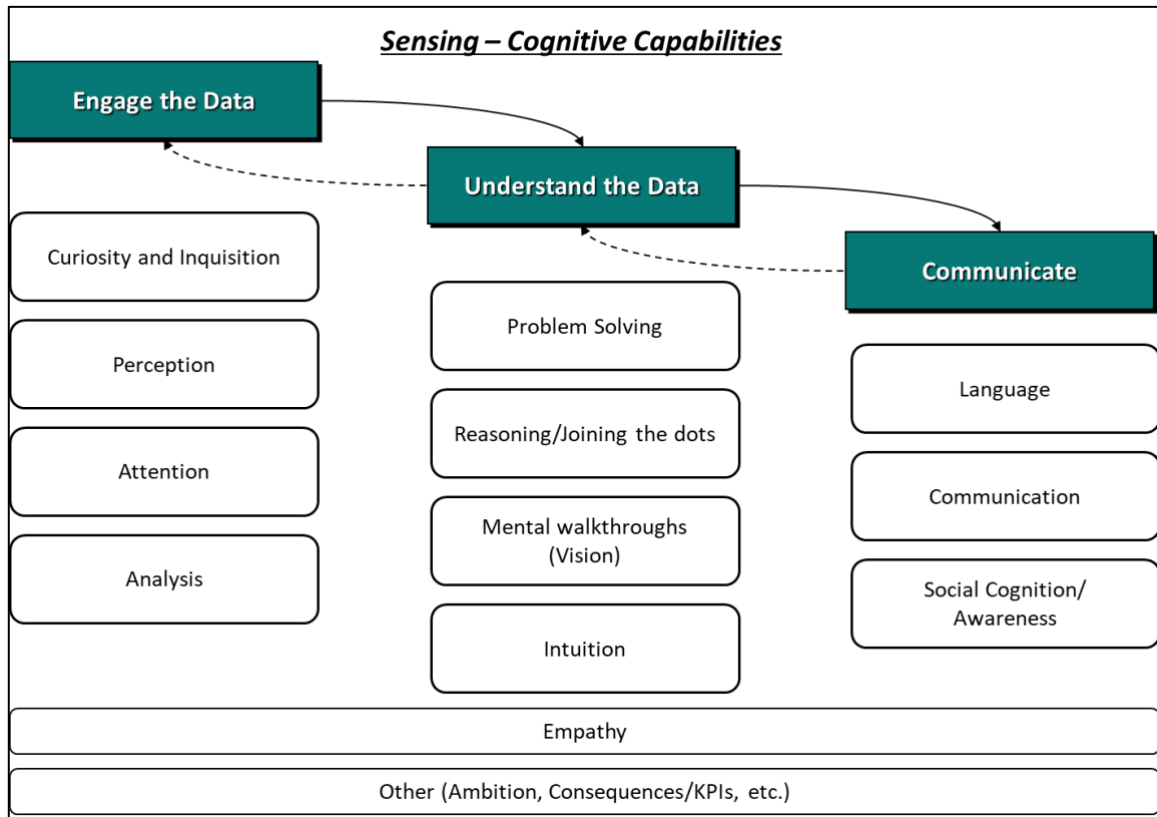 Sensing – Cognitive Capabilities
Engage the Data
Understand the Data
Communicate
Curiosity and Inquisition
Perception
Attention
Analysis
Problem Solving
Reasoning/Joining the dots
Mental walkthroughs
(Vision)
Intuition
Language
Communication
Social Cognition/
Awareness
Empathy
Other (Ambition, Consequences/KPIs, etc.)